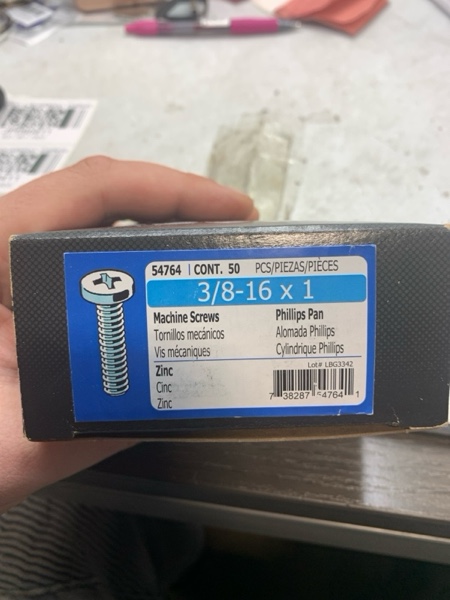 54764 | CONT. 50 PCS/PIEZAS/PIÈCES
3/8-16 x 1
Machine Screws Phillips Pan
Tornillos mecánicos Alomada Phillips
Vis mécaniques Cylindrique Phillips
Zinc Lot# LBG3342
Cinc
Zinc
7 38287 54764 1